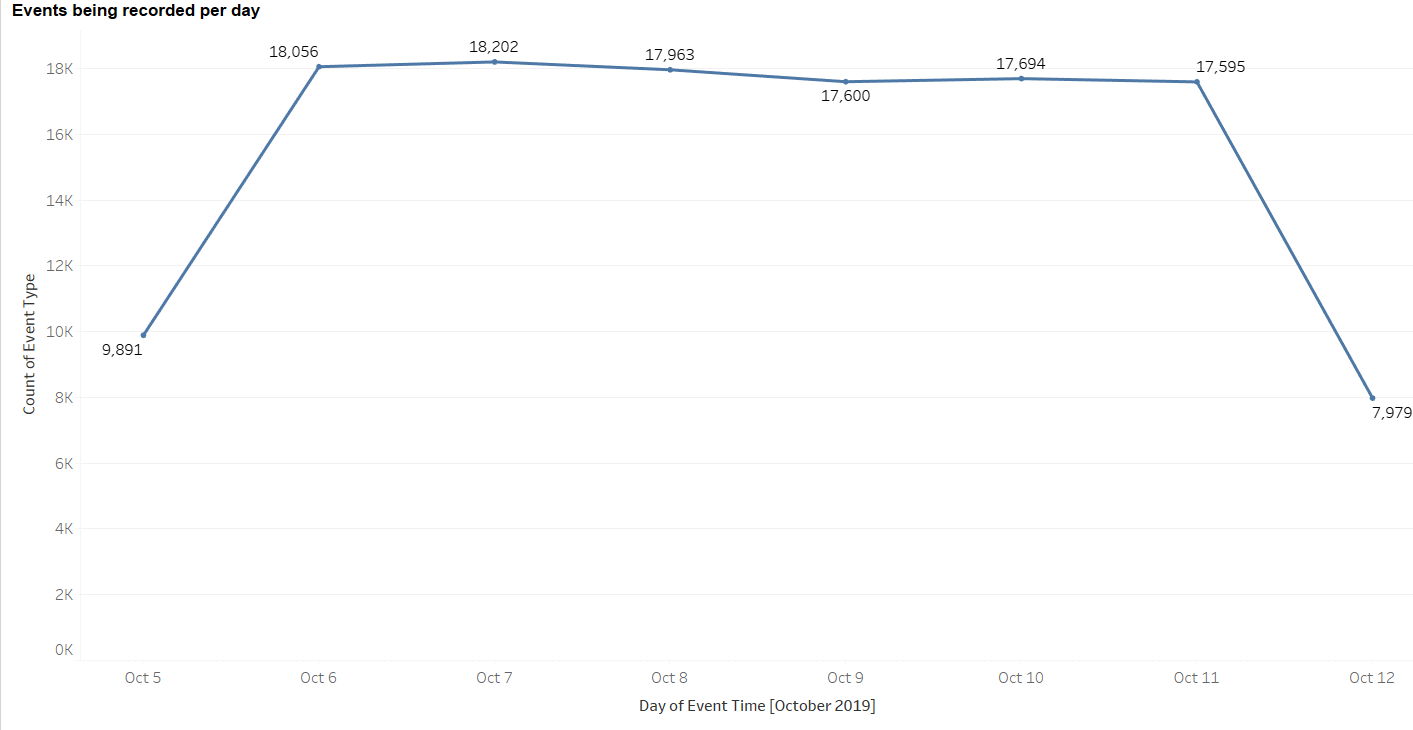 Events being recorded per day
18,056
18,202
17,963
17,600
17,694
17,595
9,891
7,979
18K
16K
14K
12K
10K
8K
6K
4K
2K
0K
Count of Event Type
Oct 5 Oct 6 Oct 7 Oct 8 Oct 9 Oct 10 Oct 11 Oct 12
Day of Event Time [October 2019]